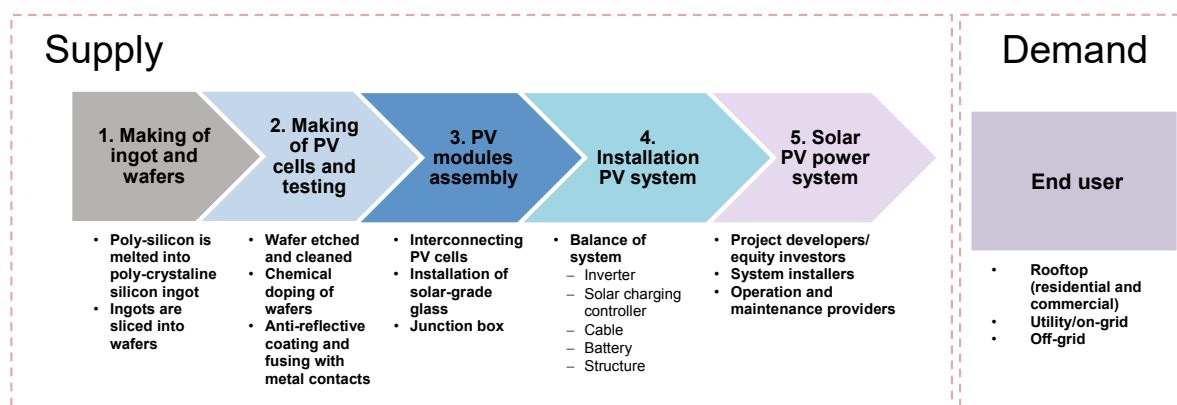 Supply
1. Making of
ingot and
wafers
2. Making
of PV
cells and
testing
3. PV
modules
assembly
4.
Installation
PV system
5. Solar
PV power
system
• Poly-silicon is
melted into
poly-crystaline
silicon ingot
• Ingots are
sliced into
wafers
• Wafer etched
and cleaned
• Chemical
doping of
wafers
• Anti-reflective
coating and
fusing with
metal contacts
• Interconnecting
PV cells
• Installation of
solar-grade
glass
• Junction box
• Balance of
system
– Inverter
– Solar charging
controller
– Cable
– Battery
– Structure
• Project developers/
equity investors
• System installers
• Operation and
maintenance providers
Demand
End user
• Rooftop
(residential and
commercial)
• Utility/on-grid
• Off-grid